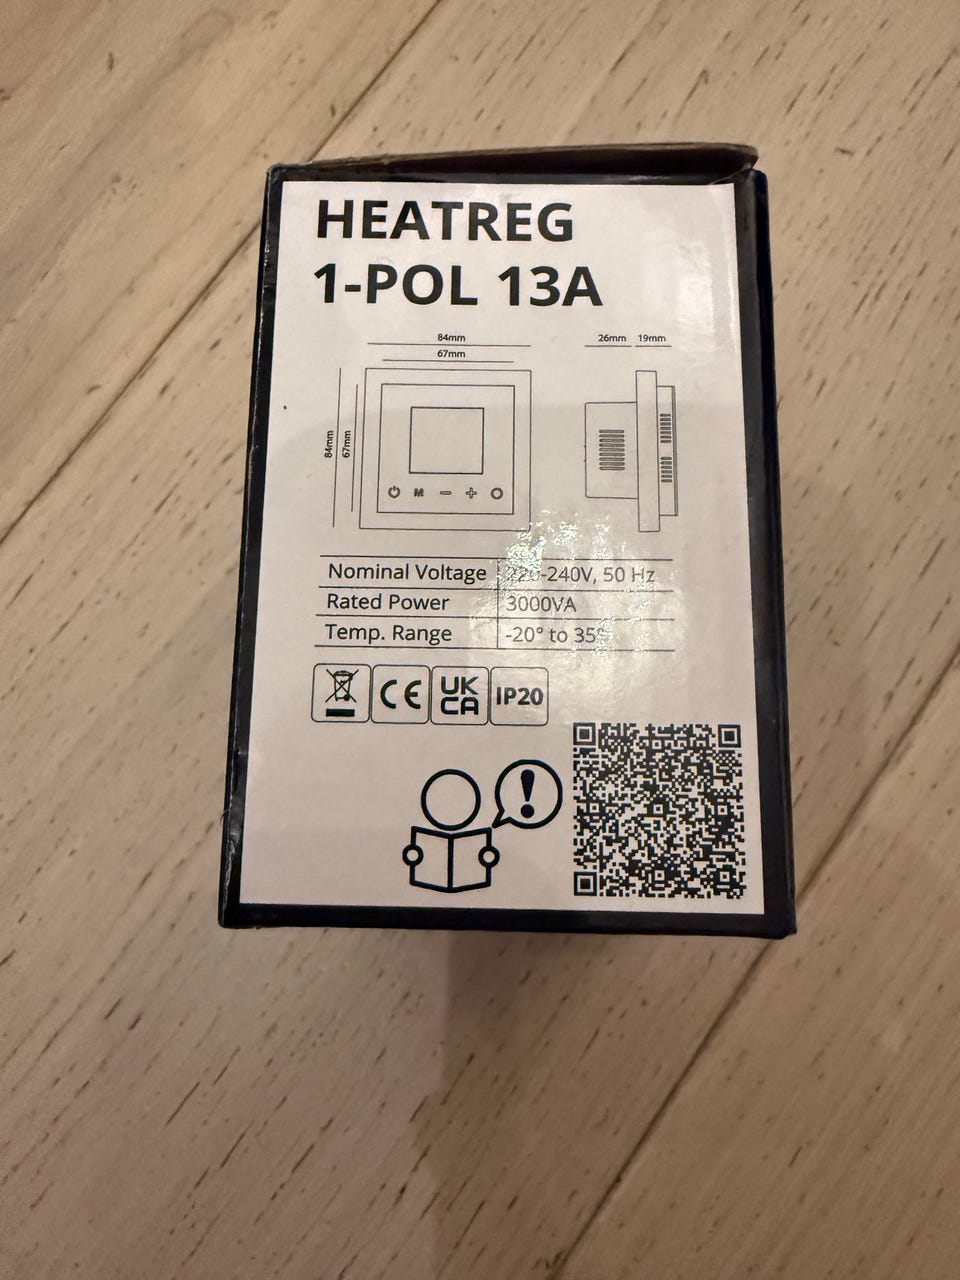 HEATREG
1-POL 13A
84mm
67mm
26mm 19mm
84mm
67mm
M
Nominal Voltage 220-240V, 50 Hz
Rated Power 3000VA
Temp. Range -20° to 35°
CE
UK
CA
IP20
!